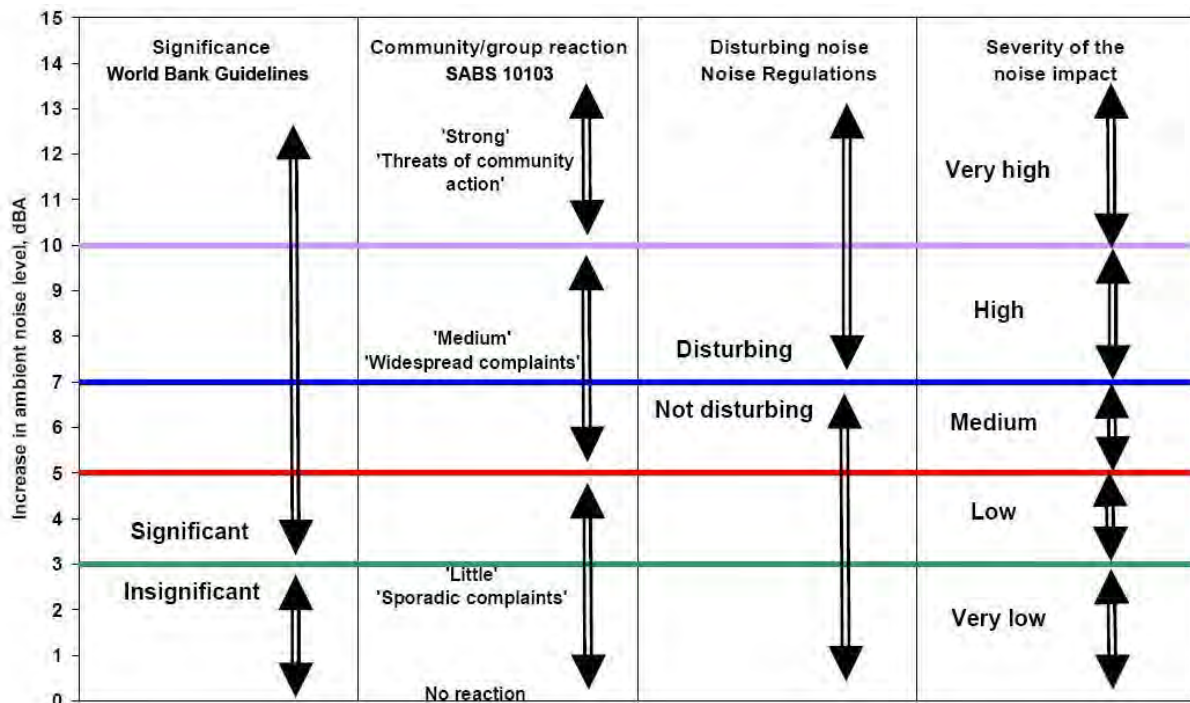 15
14
13
12
11
10
9
8
7
6
5
4
3
2
1
0
Increase in ambient noise level, dBA
Significance
World Bank Guidelines
Significant
Insignificant
Community/group reaction
SABS 10103
'Strong'
'Threats of community
action'
'Medium'
'Widespread complaints'
'Little'
'Sporadic complaints'
No reaction
Disturbing noise
Noise Regulations
Disturbing
Not disturbing
Severity of the
noise impact
Very high
High
Medium
Low
Very low